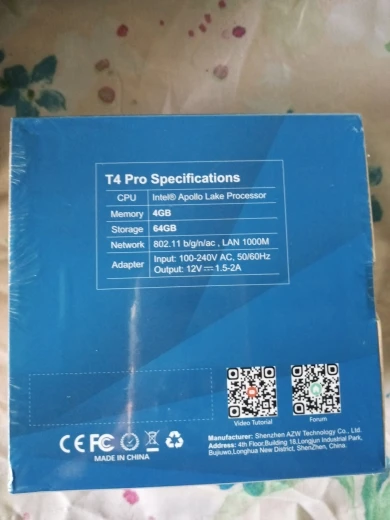 T4 Pro Specifications
CPU Intel® Apollo Lake Processor
Memory 4GB
Storage 64GB
Network 802.11 b/g/n/ac , LAN 1000M
Adapter Input: 100-240V AC, 50/60Hz
Output: 12V⎓1.5-2A
Video Tutorial Forum
CE FC
MADE IN CHINA
Manufacturer: Shenzhen AZW Technology Co., Ltd.
Address: 4th Floor,Building 18,Longjun Industrial Park,
Bujiuwo,Longhua New District, ShenZhen, China.